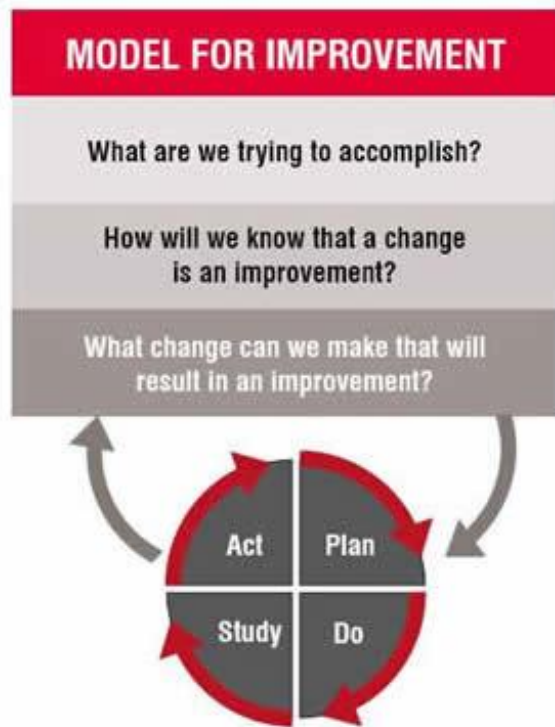 MODEL FOR IMPROVEMENT
What are we trying to accomplish?
How will we know that a change
is an improvement?
What change can we make that will
result in an improvement?
Act
Plan
Study
Do